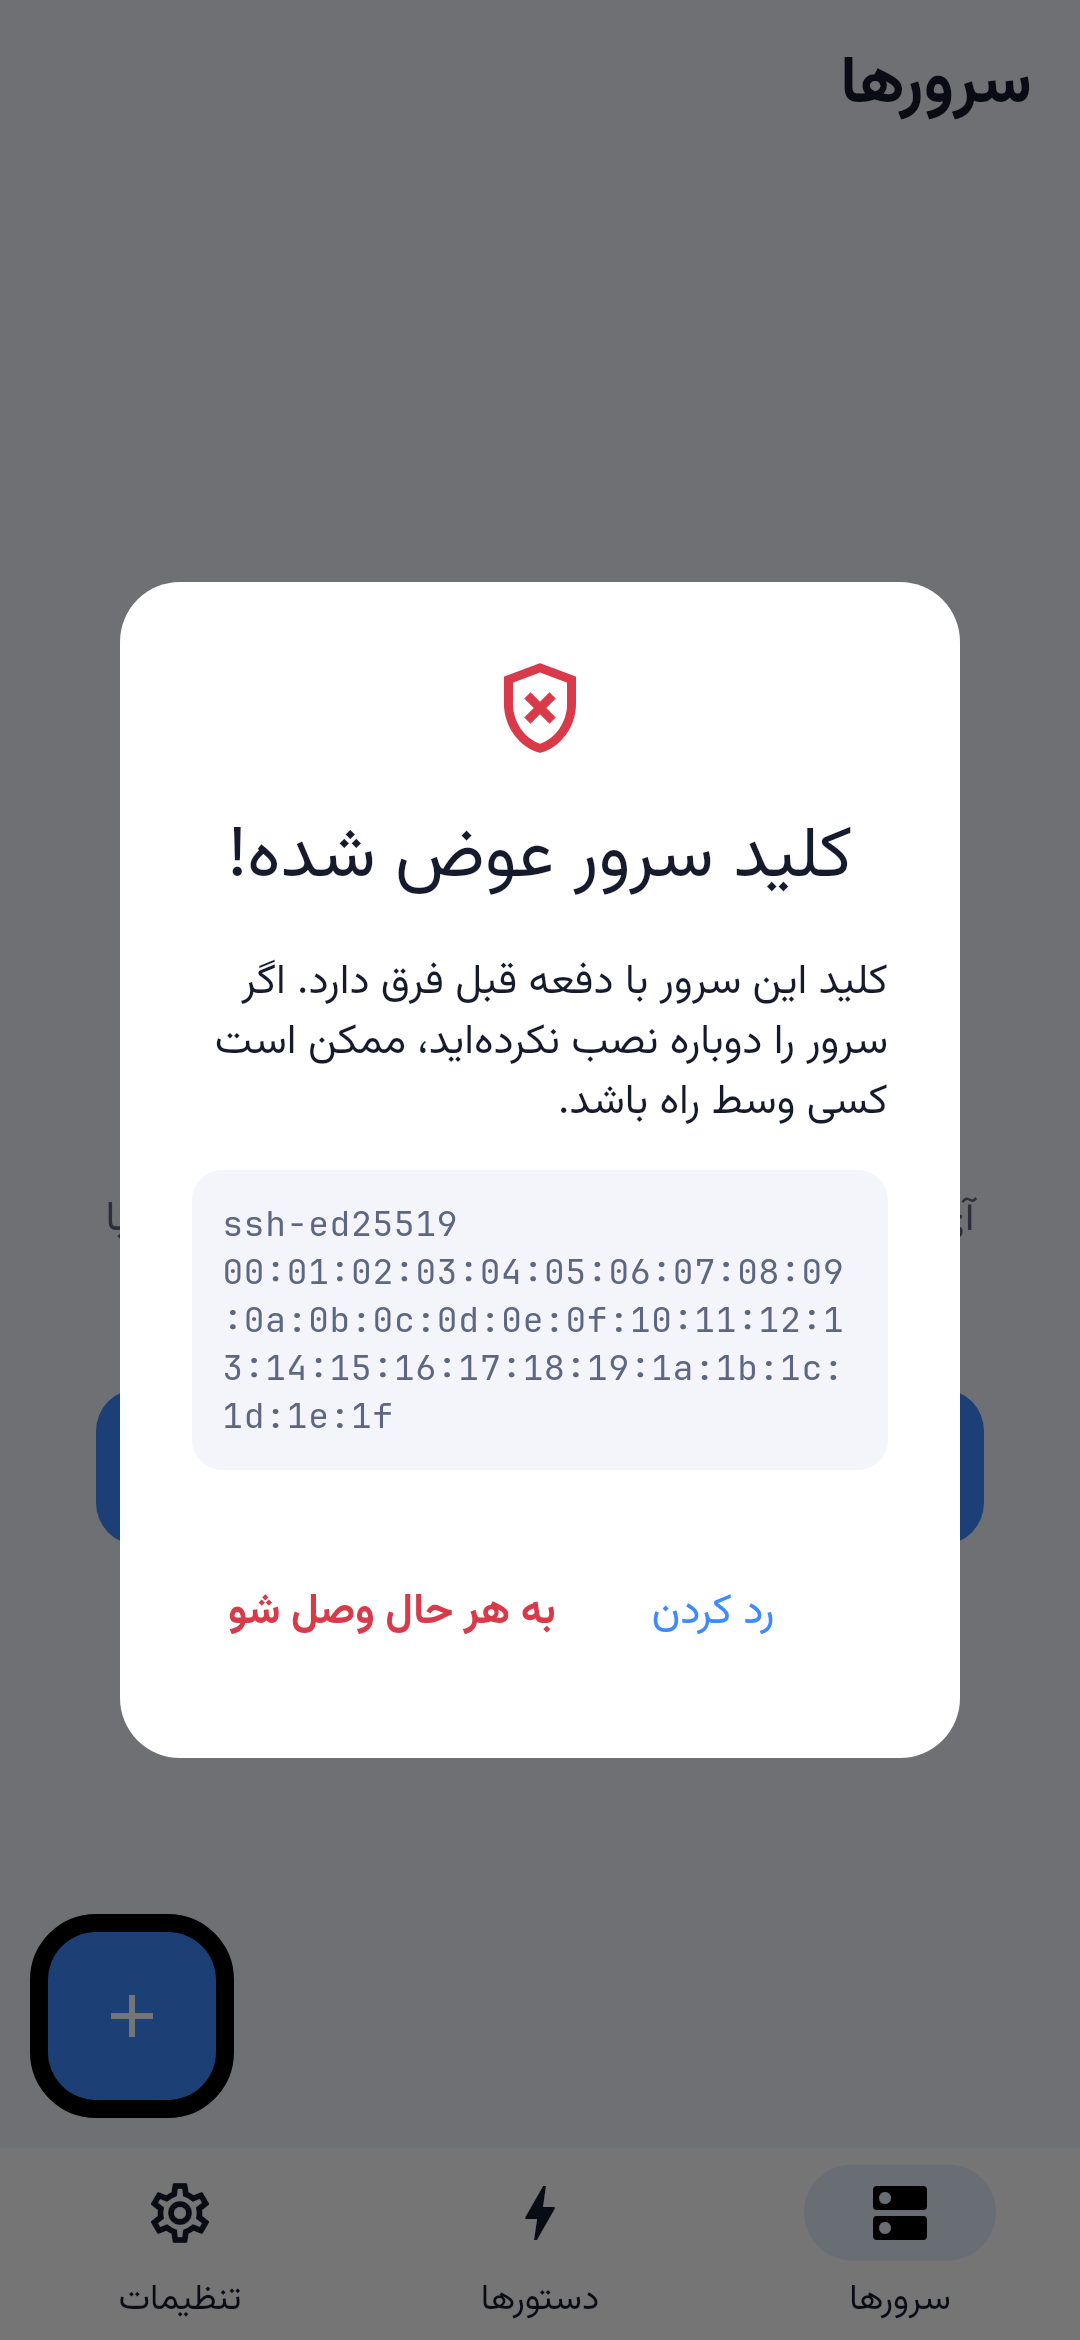 سرورها
کلید سرور عوض شده!
کلید این سرور با دفعه قبل فرق دارد. اگر
سرور را دوباره نصب نکرده‌اید، ممکن است
کسی وسط راه باشد.
ssh-ed25519
00:01:02:03:04:05:06:07:08:09
:0a:0b:0c:0d:0e:0f:10:11:12:1
3:14:15:16:17:18:19:1a:1b:1c:
1d:1e:1f
رد کردن
به هر حال وصل شو
سرورها
دستورها
تنظیمات